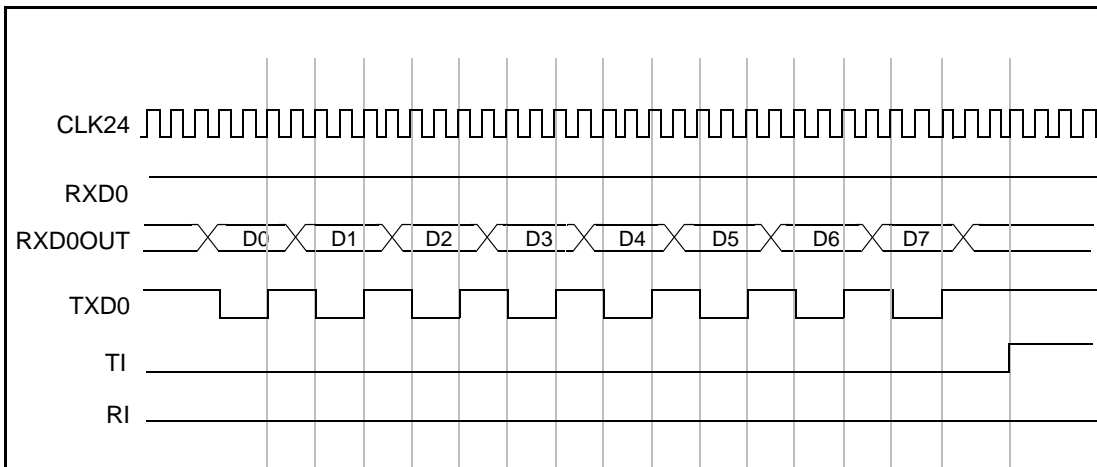 CLK24
RXD0
RXD0OUT D0 D1 D2 D3 D4 D5 D6 D7
TXD0
TI
RI